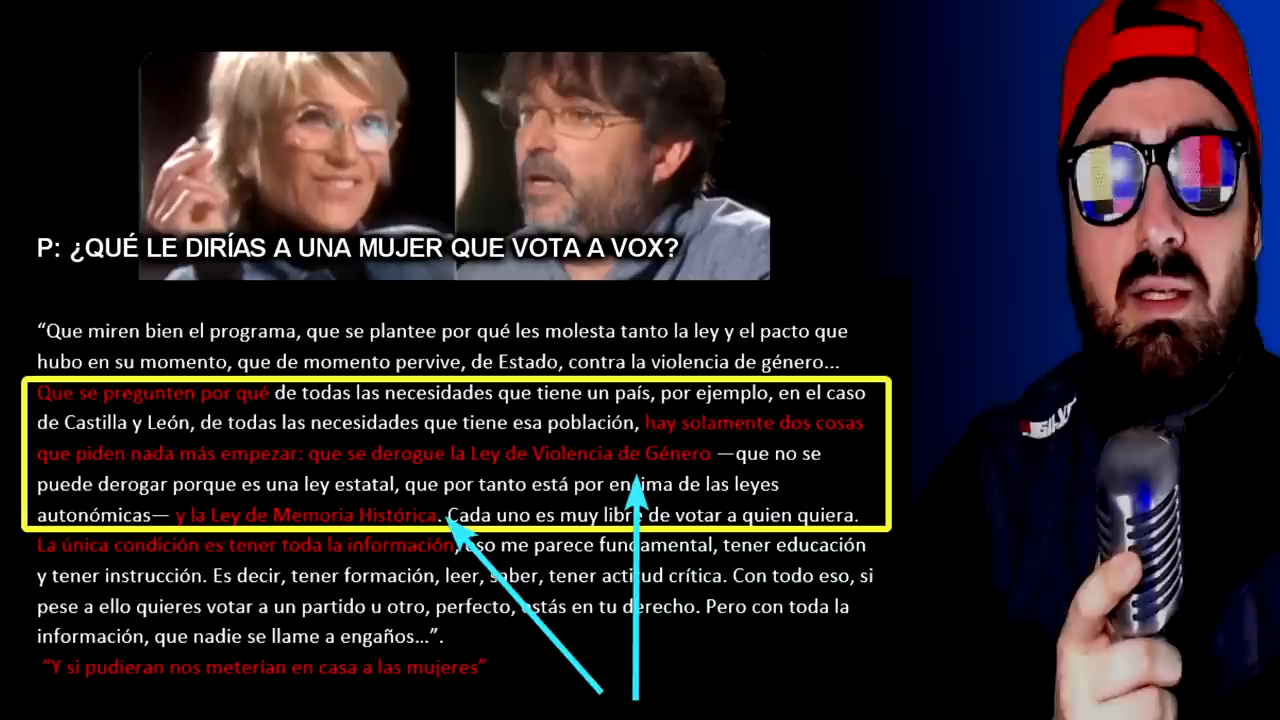 P: ¿QUÉ LE DIRÍAS A UNA MUJER QUE VOTA A VOX?
“Que miren bien el programa, que se plantee por qué les molesta tanto la ley y el pacto que
hubo en su momento, que de momento pervive, de Estado, contra la violencia de género...
Que se pregunten por qué de todas las necesidades que tiene un país, por ejemplo, en el caso
de Castilla y León, de todas las necesidades que tiene esa población, hay solamente dos cosas
que piden nada más empezar: que se derogue la Ley de Violencia de Género —que no se
puede derogar porque es una ley estatal, que por tanto está por encima de las leyes
autonómicas— y la Ley de Memoria Histórica. Cada uno es muy libre de votar a quien quiera.
La única condición es tener toda la información, eso me parece fundamental, tener educación
y tener instrucción. Es decir, tener formación, leer, saber, tener actitud crítica. Con todo eso, si
pese a ello quieres votar a un partido u otro, perfecto, estás en tu derecho. Pero con toda la
información, que nadie se llame a engaños...”.
“Y si pudieran nos meterían en casa a las mujeres”